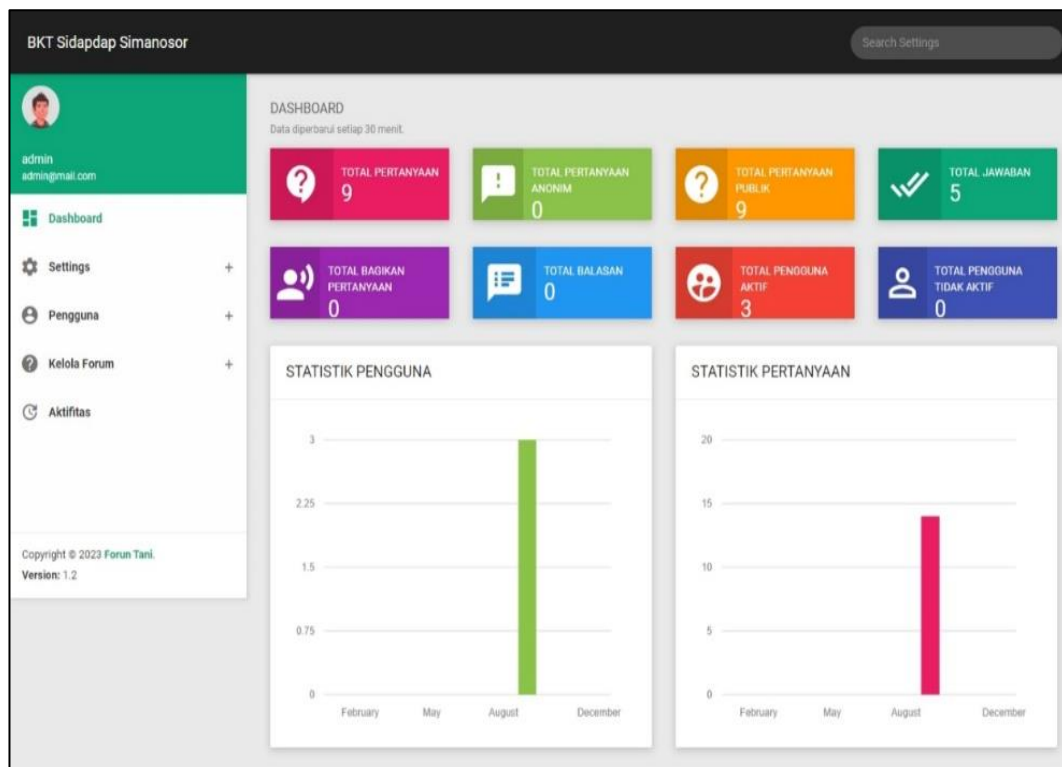 BKT Sidapdap Simanosor
Search Settings
admin
admin@mail.com
Dashboard
Settings
+
Pengguna
+
Kelola Forum
+
Aktifitas
Copyright © 2023 Forun Tani.
Version: 1.2
DASHBOARD
Data diperbarui setiap 30 menit.
TOTAL PERTANYAAN
9
TOTAL PERTANYAAN
ANONIM
0
TOTAL PERTANYAAN
PUBLIK
9
TOTAL JAWABAN
5
TOTAL BAGIKAN
PERTANYAAN
0
TOTAL BALASAN
0
TOTAL PENGGUNA
AKTIF
3
TOTAL PENGGUNA
TIDAK AKTIF
0
STATISTIK PENGGUNA
3
2.25
1.5
0.75
0
February May August December
STATISTIK PERTANYAAN
20
15
10
5
0
February May August December